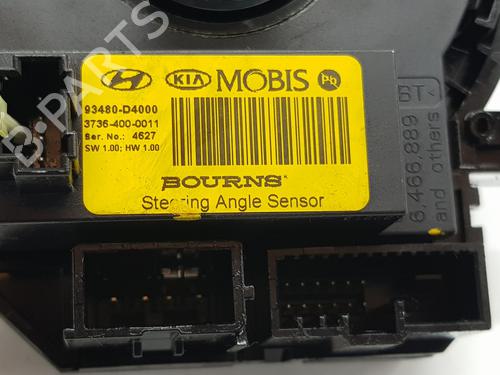 KIA MOBIS Pb
93480-D4000
3736-400-0011
Ser. No.: 4627
SW 1.00; HW 1.00
BOURNS
Steering Angle Sensor
PBT
6,466,889
and others
B PARTS